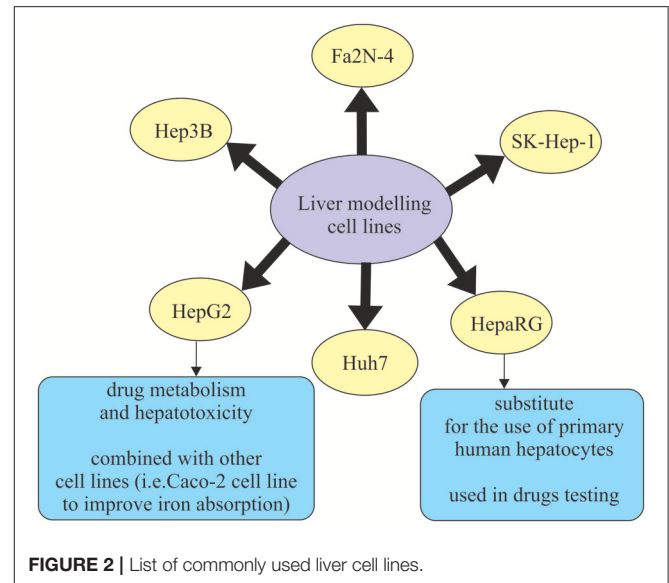 Fa2N-4
Hep3B
SK-Hep-1
Liver modelling
cell lines
HepG2
HepaRG
Huh7
drug metabolism
and hepatotoxicity
combined with other
cell lines (i.e.Caco-2 cell line
to improve iron absorption)
substitute
for the use of primary
human hepatocytes
used in drugs testing
FIGURE 2 | List of commonly used liver cell lines.